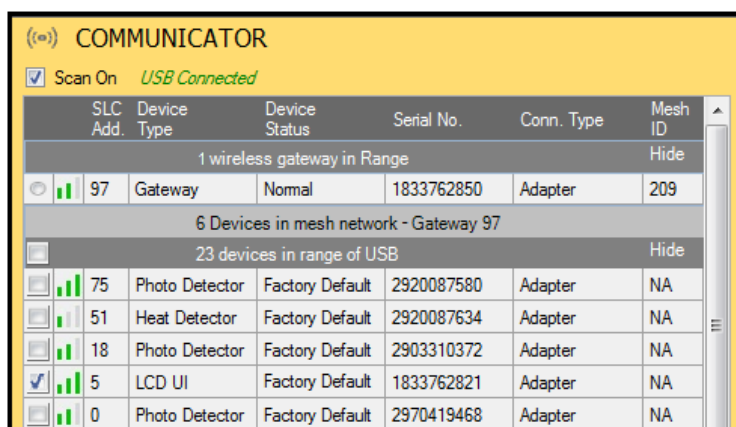 COMMUNICATOR
Scan On USB Connected
SLC Add. Device Type Device Status Serial No. Conn. Type Mesh ID
1 wireless gateway in Range Hide
97 Gateway Normal 1833762850 Adapter 209
6 Devices in mesh network - Gateway 97
23 devices in range of USB Hide
75 Photo Detector Factory Default 2920087580 Adapter NA
51 Heat Detector Factory Default 2920087634 Adapter NA
18 Photo Detector Factory Default 2903310372 Adapter NA
5 LCD UI Factory Default 1833762821 Adapter NA
0 Photo Detector Factory Default 2970419468 Adapter NA